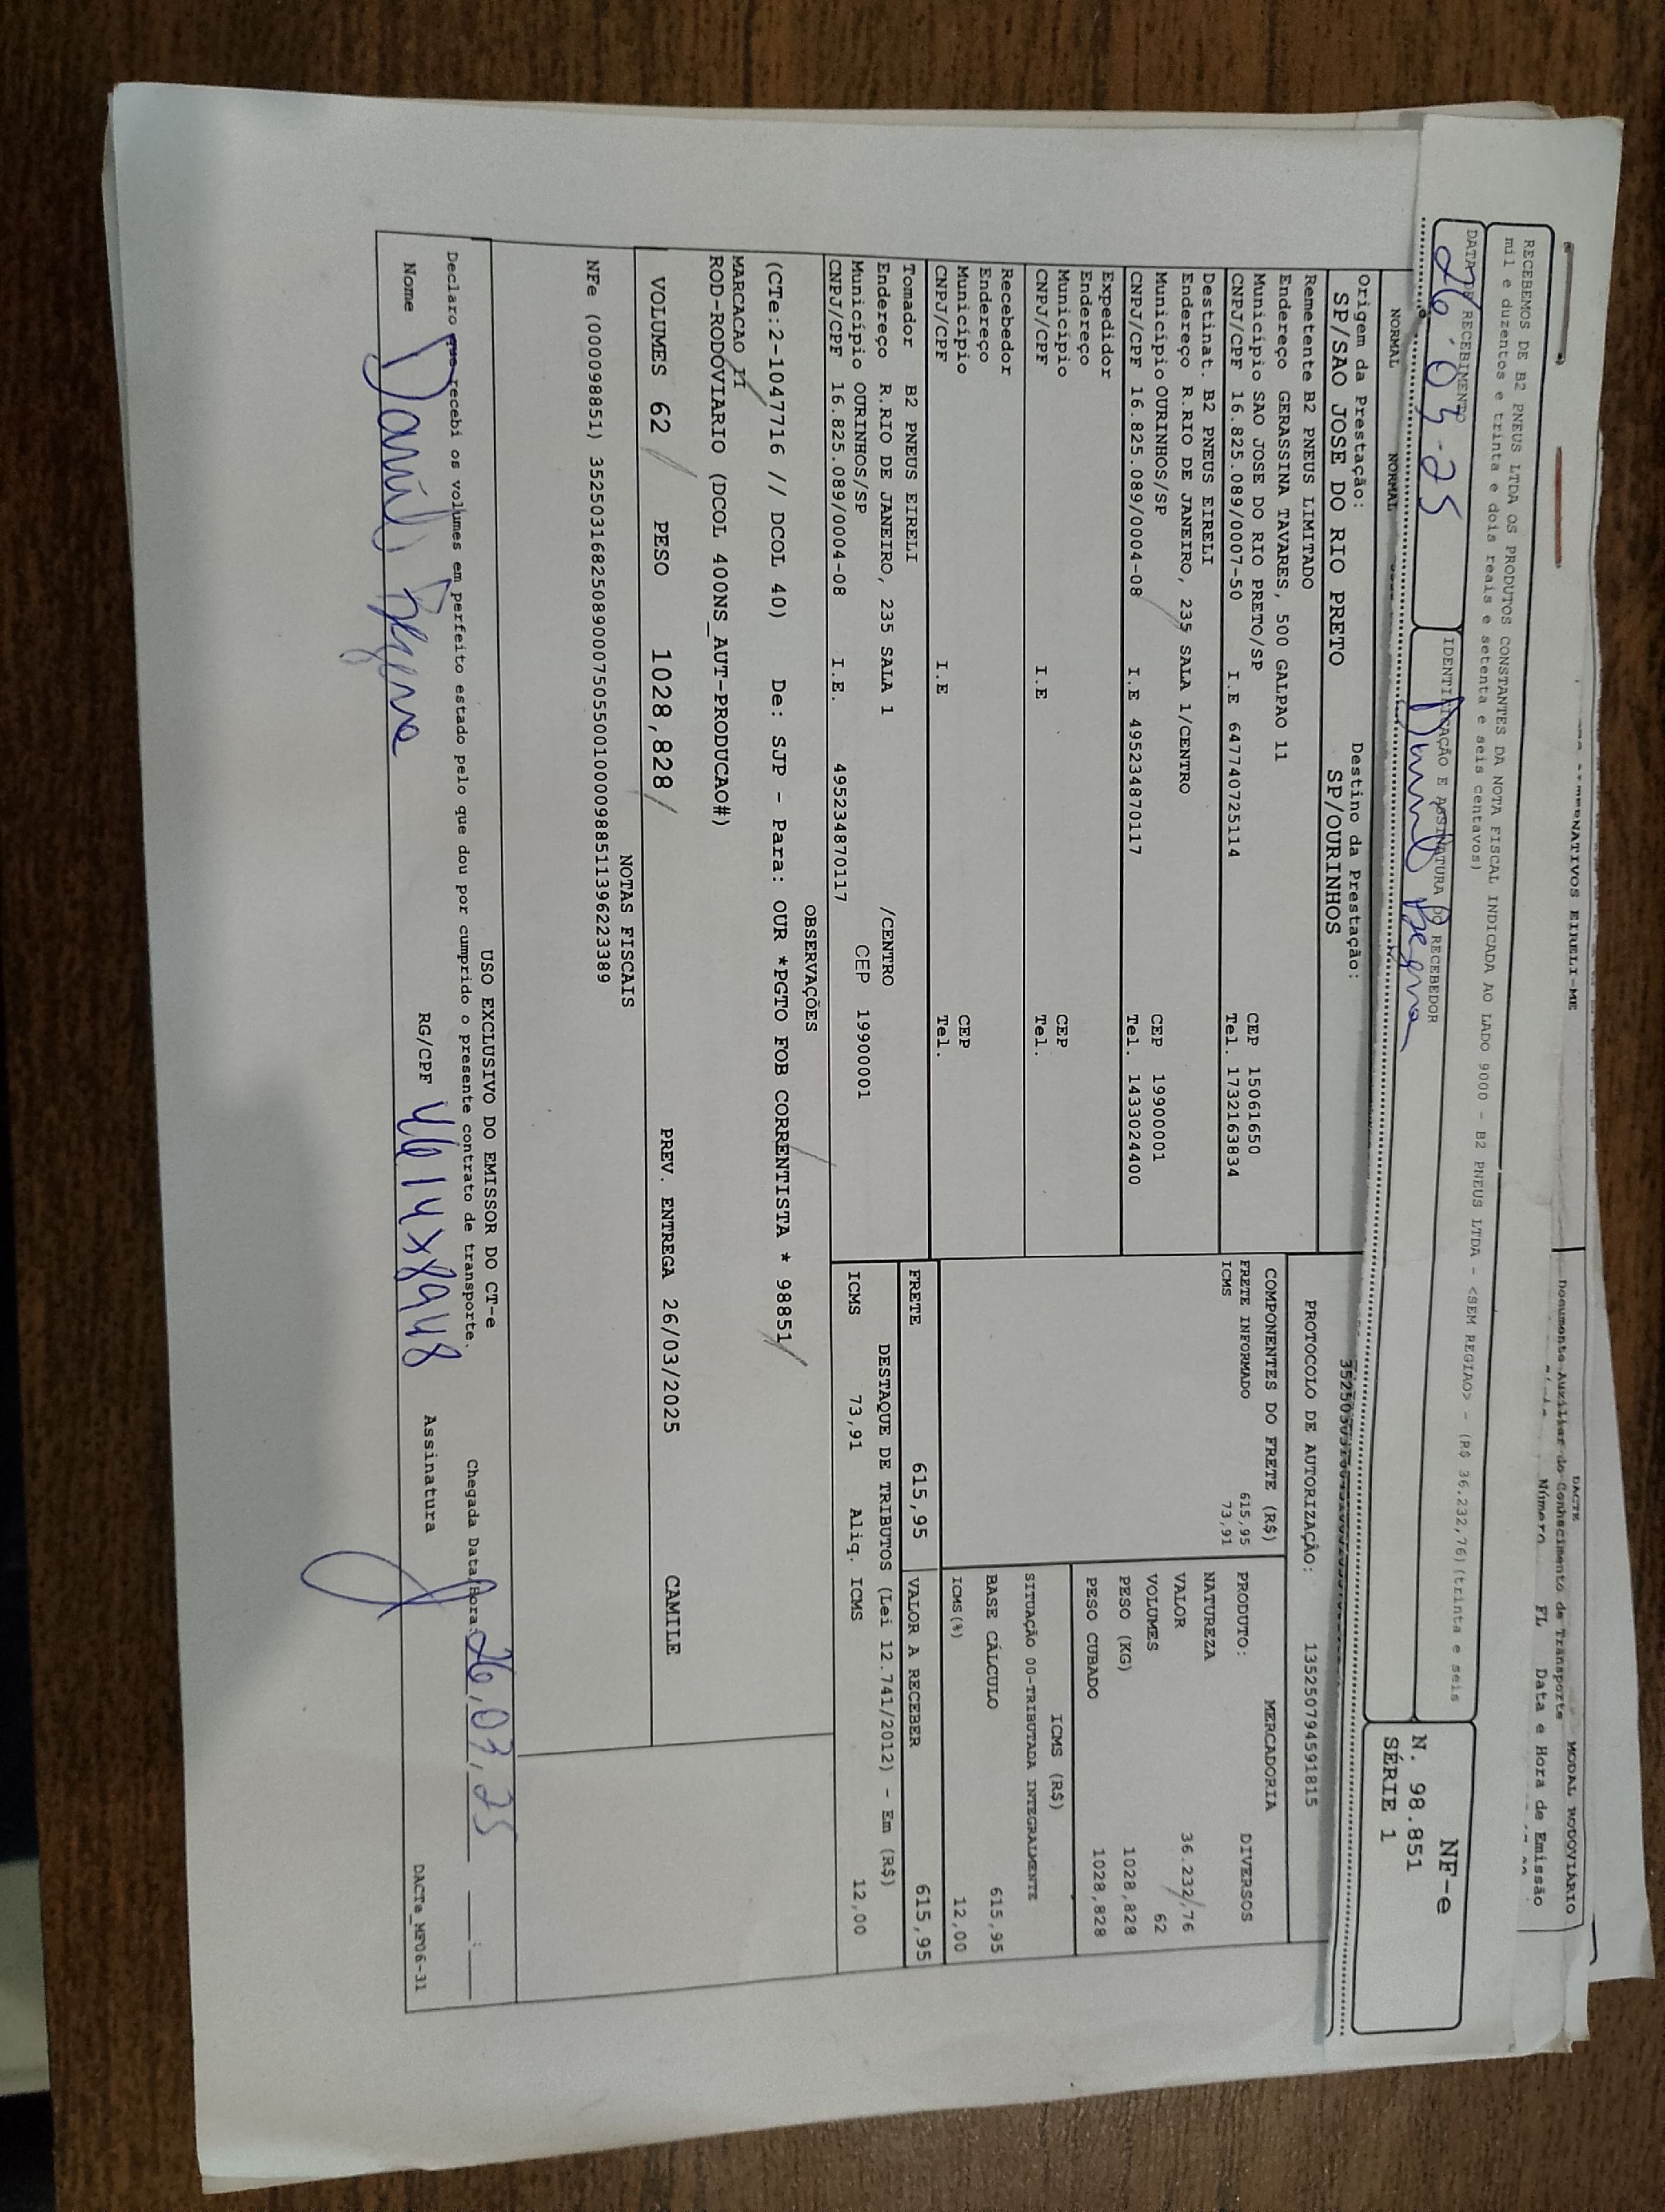 DACTE
MODAL RODOVIÁRIO
EIRELI-ME
Documento Auxiliar do Conhecimento de Transporte
Número FL Data e Hora de Emissão
RECEBEMOS DE B2 PNEUS LTDA OS PRODUTOS CONSTANTES DA NOTA FISCAL INDICADA AO LADO 9000 - B2 PNEUS LTDA - <SEM REGIAO> - (R$ 36.232,76)(trinta e seis
mil e duzentos e trinta e dois reais e setenta e seis centavos)
NF-e
N. 98.851
SÉRIE 1
DATA DE RECEBIMENTO
26.03.25
IDENTIFICAÇÃO E ASSINATURA DO RECEBEDOR
NORMAL NORMAL
Origem da Prestação: Destino da Prestação:
SP/SAO JOSE DO RIO PRETO SP/OURINHOS
PROTOCOLO DE AUTORIZAÇÃO: 135250794591815
Remetente B2 PNEUS LIMITADO
Endereço GERASSINA TAVARES, 500 GALPAO 11
Município SAO JOSE DO RIO PRETO/SP CEP 15061650
CNPJ/CPF 16.825.089/0007-50 I.E 647740725114 Tel. 1732163834
Destinat. B2 PNEUS EIRELI
Endereço R.RIO DE JANEIRO, 235 SALA 1/CENTRO
Município OURINHOS/SP CEP 19900001
CNPJ/CPF 16.825.089/0004-08 I.E 495234870117 Tel. 1433024400
Expedidor
Endereço
Município CEP
CNPJ/CPF I.E Tel.
Recebedor
Endereço
Município CEP
CNPJ/CPF I.E Tel.
COMPONENTES DO FRETE (R$)
FRETE INFORMADO 615,95
ICMS 73,91
MERCADORIA
PRODUTO: DIVERSOS
NATUREZA
VALOR 36.232,76
VOLUMES 62
PESO (KG) 1028,828
PESO CUBADO 1028,828
ICMS (R$)
SITUAÇÃO 00-TRIBUTADA INTEGRALMENTE
BASE CÁLCULO 615,95
ICMS(%) 12,00
Tomador B2 PNEUS EIRELI
Endereço R.RIO DE JANEIRO, 235 SALA 1 /CENTRO
Município OURINHOS/SP CEP 19900001
CNPJ/CPF 16.825.089/0004-08 I.E. 495234870117
FRETE 615,95 VALOR A RECEBER 615,95
DESTAQUE DE TRIBUTOS (Lei 12.741/2012) - Em (R$)
ICMS 73,91 Aliq. ICMS 12,00
OBSERVAÇÕES
(CTe:2-1047716 // DCOL 40) De: SJP - Para: OUR *PGTO FOB CORRENTISTA * 98851
MARCACAO PI
ROD-RODOVIARIO (DCOL 400NS_AUT-PRODUCAO#)
VOLUMES 62 PESO 1028,828 PREV. ENTREGA 26/03/2025 CAMILE
NOTAS FISCAIS
NFe (000098851) 35250316825089000750550010000988511396223389
USO EXCLUSIVO DO EMISSOR DO CT-e
Declaro que recebi os volumes em perfeito estado pelo que dou por cumprido o presente contrato de transporte. Chegada Data/Hora: 26,03,25 __:__
Nome RG/CPF Assinatura
DACTe_MF06-31